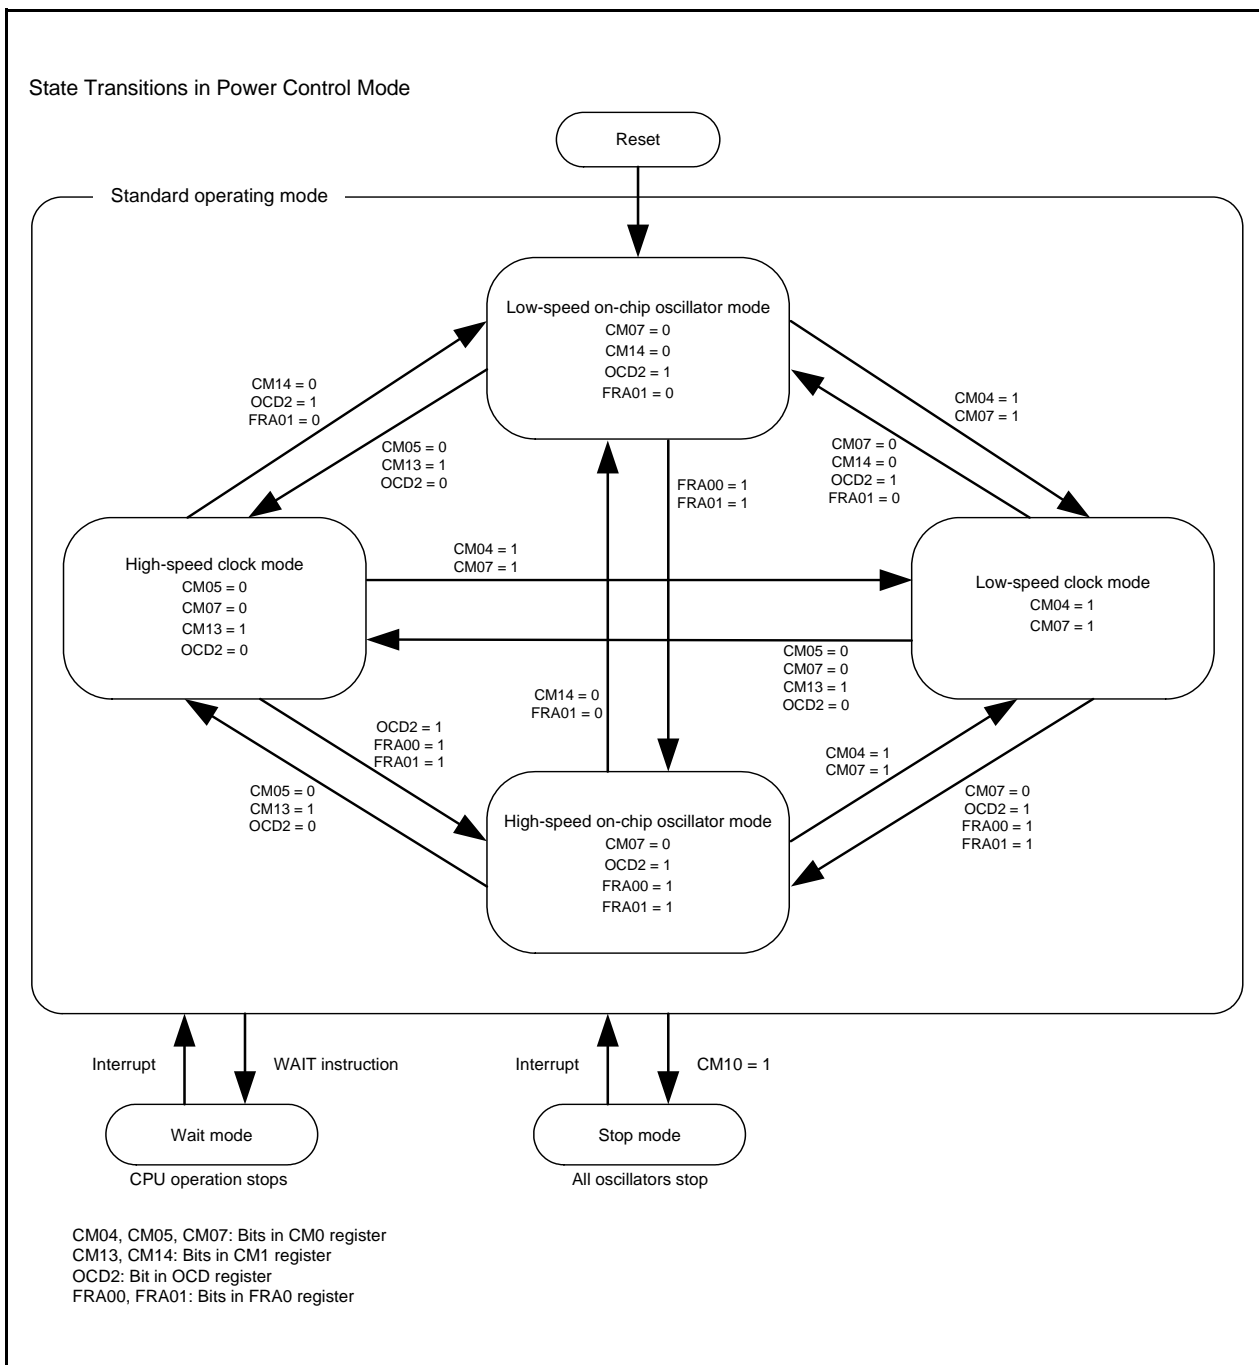 State Transitions in Power Control Mode
Reset
Standard operating mode
Low-speed on-chip oscillator mode
CM07 = 0
CM14 = 0
OCD2 = 1
FRA01 = 0
CM14 = 0
OCD2 = 1
FRA01 = 0
CM05 = 0
CM13 = 1
OCD2 = 0
CM04 = 1
CM07 = 1
CM07 = 0
CM14 = 0
OCD2 = 1
FRA01 = 0
FRA00 = 1
FRA01 = 1
High-speed clock mode
CM05 = 0
CM07 = 0
CM13 = 1
OCD2 = 0
CM04 = 1
CM07 = 1
Low-speed clock mode
CM04 = 1
CM07 = 1
CM05 = 0
CM07 = 0
CM13 = 1
OCD2 = 0
CM14 = 0
FRA01 = 0
OCD2 = 1
FRA00 = 1
FRA01 = 1
CM05 = 0
CM13 = 1
OCD2 = 0
CM04 = 1
CM07 = 1
CM07 = 0
OCD2 = 1
FRA00 = 1
FRA01 = 1
High-speed on-chip oscillator mode
CM07 = 0
OCD2 = 1
FRA00 = 1
FRA01 = 1
Interrupt
WAIT instruction
Interrupt
CM10 = 1
Wait mode
Stop mode
CPU operation stops
All oscillators stop
CM04, CM05, CM07: Bits in CM0 register
CM13, CM14: Bits in CM1 register
OCD2: Bit in OCD register
FRA00, FRA01: Bits in FRA0 register